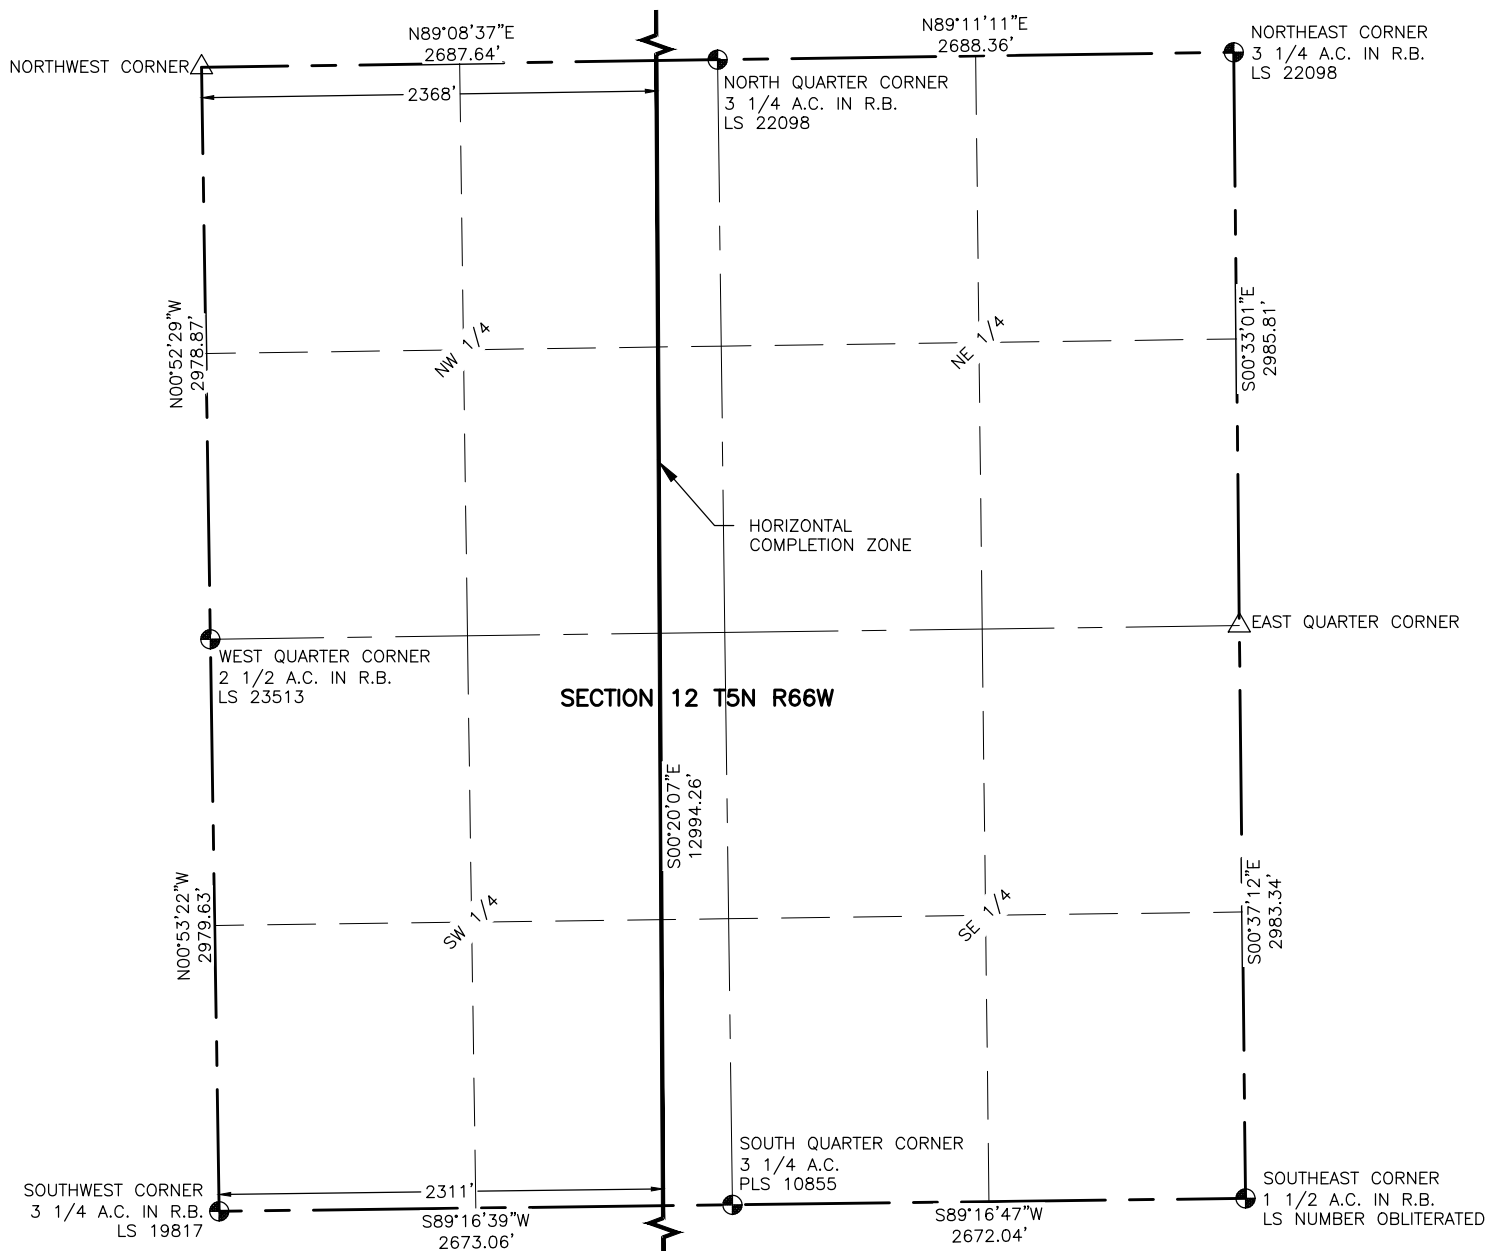 N89°08'37"E
2687.64'
N89°11'11"E
2688.36'
NORTHEAST CORNER
3 1/4 A.C. IN R.B.
LS 22098
NORTHWEST CORNER
2368'
NORTH QUARTER CORNER
3 1/4 A.C. IN R.B.
LS 22098
N00°52'29"W
2978.87'
NW 1/4
NE 1/4
S00°33'01"E
2985.81'
HORIZONTAL
COMPLETION ZONE
EAST QUARTER CORNER
WEST QUARTER CORNER
2 1/2 A.C. IN R.B.
LS 23513
SECTION 12 T5N R66W
S00°20'07"E
12994.26'
N00°53'22"W
2979.63'
SW 1/4
SE 1/4
S00°37'12"E
2983.34'
SOUTH QUARTER CORNER
3 1/4 A.C.
PLS 10855
SOUTHWEST CORNER
3 1/4 A.C. IN R.B.
LS 19817
2311'
S89°16'39"W
2673.06'
S89°16'47"W
2672.04'
SOUTHEAST CORNER
1 1/2 A.C. IN R.B.
LS NUMBER OBLITERATED